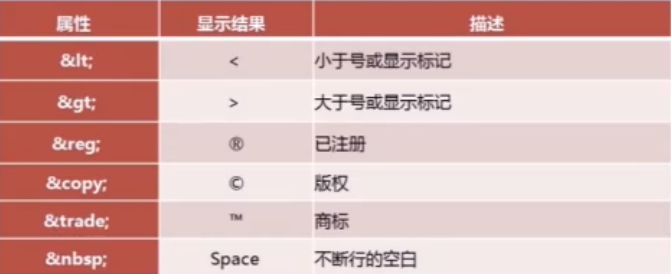 属性 显示结果 描述
&lt; < 小于号或显示标记
&gt; > 大于号或显示标记
&reg; ® 已注册
&copy; © 版权
&trade; ™ 商标
&nbsp; Space 不断行的空白